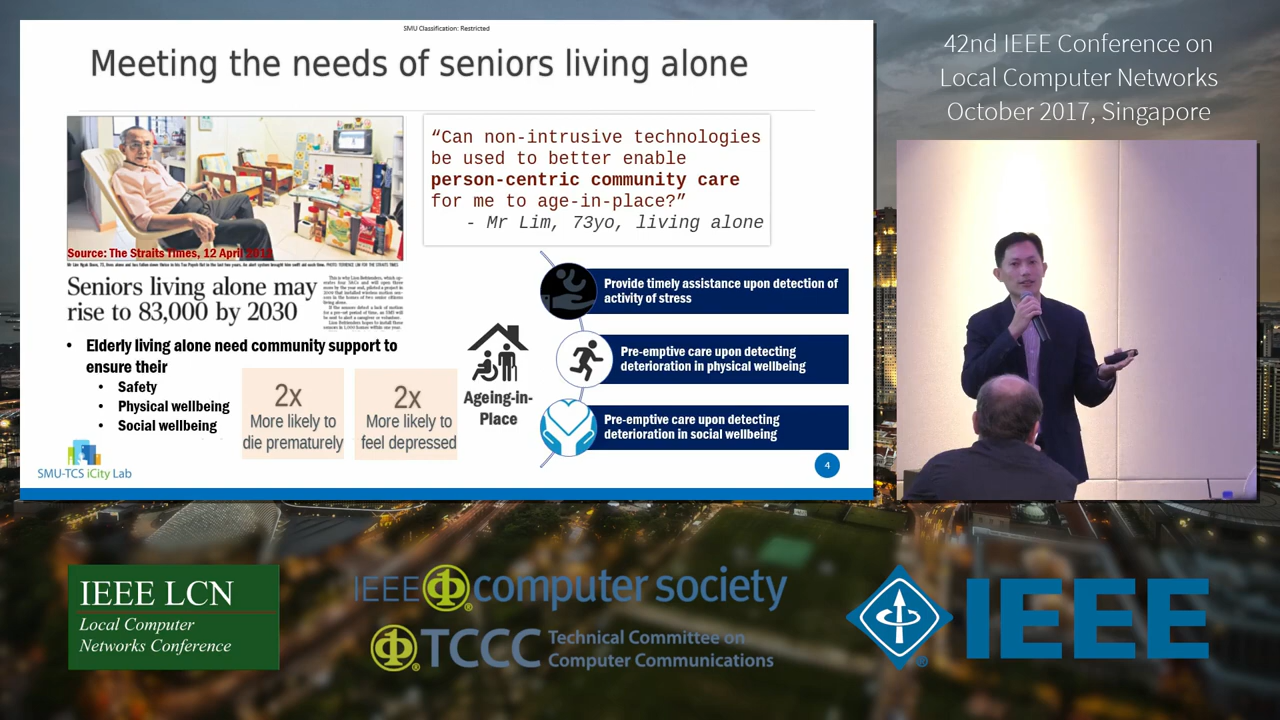 SMU Classification: Restricted
Meeting the needs of seniors living alone
Source: The Straits Times, 12 April
Seniors living alone may
rise to 83,000 by 2030
• Elderly living alone need community support to
ensure their
• Safety
• Physical wellbeing
• Social wellbeing
2x
More likely to
die prematurely
2x
More likely to
feel depressed
“Can non-intrusive technologies
be used to better enable
person-centric community care
for me to age-in-place?”
- Mr Lim, 73yo, living alone
Ageing-in-
Place
Provide timely assistance upon detection of
activity of stress
Pre-emptive care upon detecting
deterioration in physical wellbeing
Pre-emptive care upon detecting
deterioration in social wellbeing
SMU-TCS iCity Lab
4
42nd IEEE Conference on
Local Computer Networks
October 2017, Singapore
IEEE LCN
Local Computer
Networks Conference
IEEE computer society
TCCC Technical Committee on
Computer Communications
IEEE